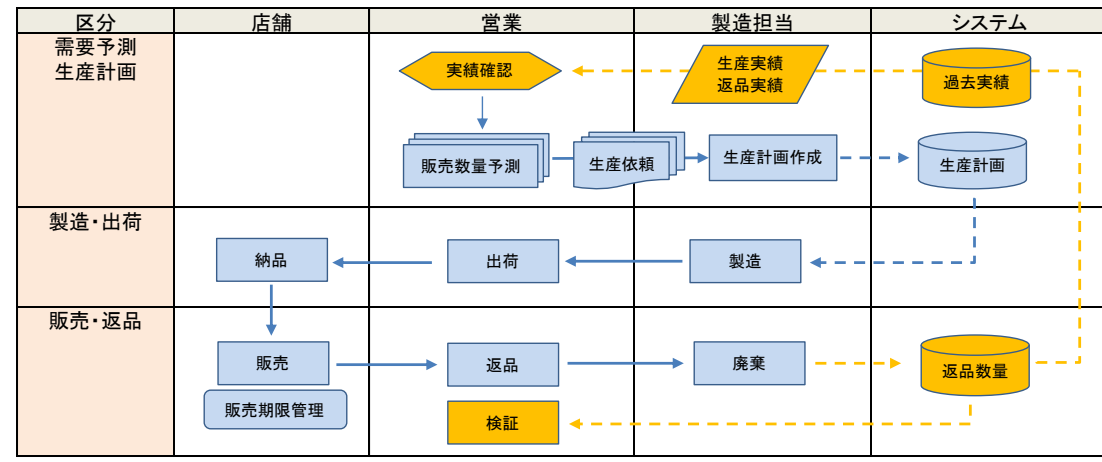 区分
店舗
営業
製造担当
システム
需要予測
生産計画
実績確認
生産実績
返品実績
過去実績
販売数量予測
生産依頼
生産計画作成
生産計画
製造・出荷
納品
出荷
製造
販売・返品
販売
返品
廃棄
返品数量
販売期限管理
検証